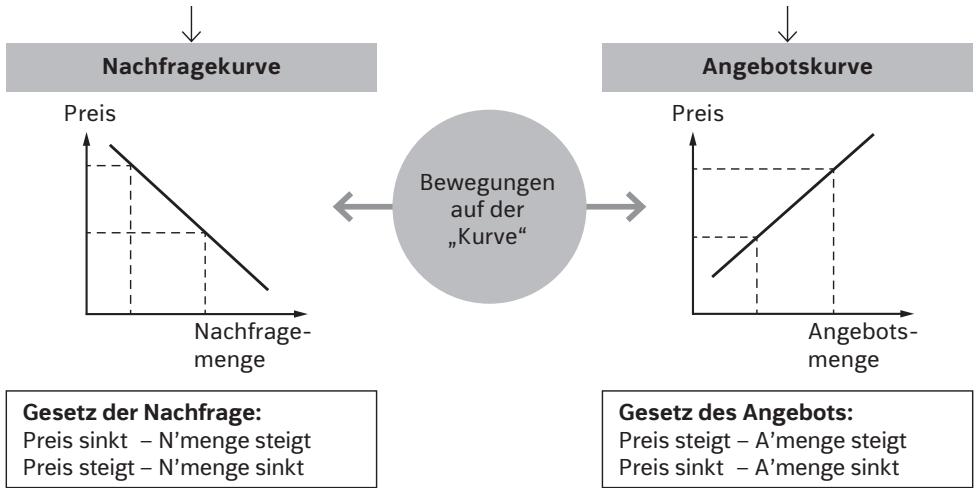 Nachfragekurve
Preis
Nachfrage-
menge
Gesetz der Nachfrage:
Preis sinkt – N’menge steigt
Preis steigt – N’menge sinkt
Bewegungen
auf der
„Kurve“
Angebotskurve
Preis
Angebots-
menge
Gesetz des Angebots:
Preis steigt – A’menge steigt
Preis sinkt – A’menge sinkt